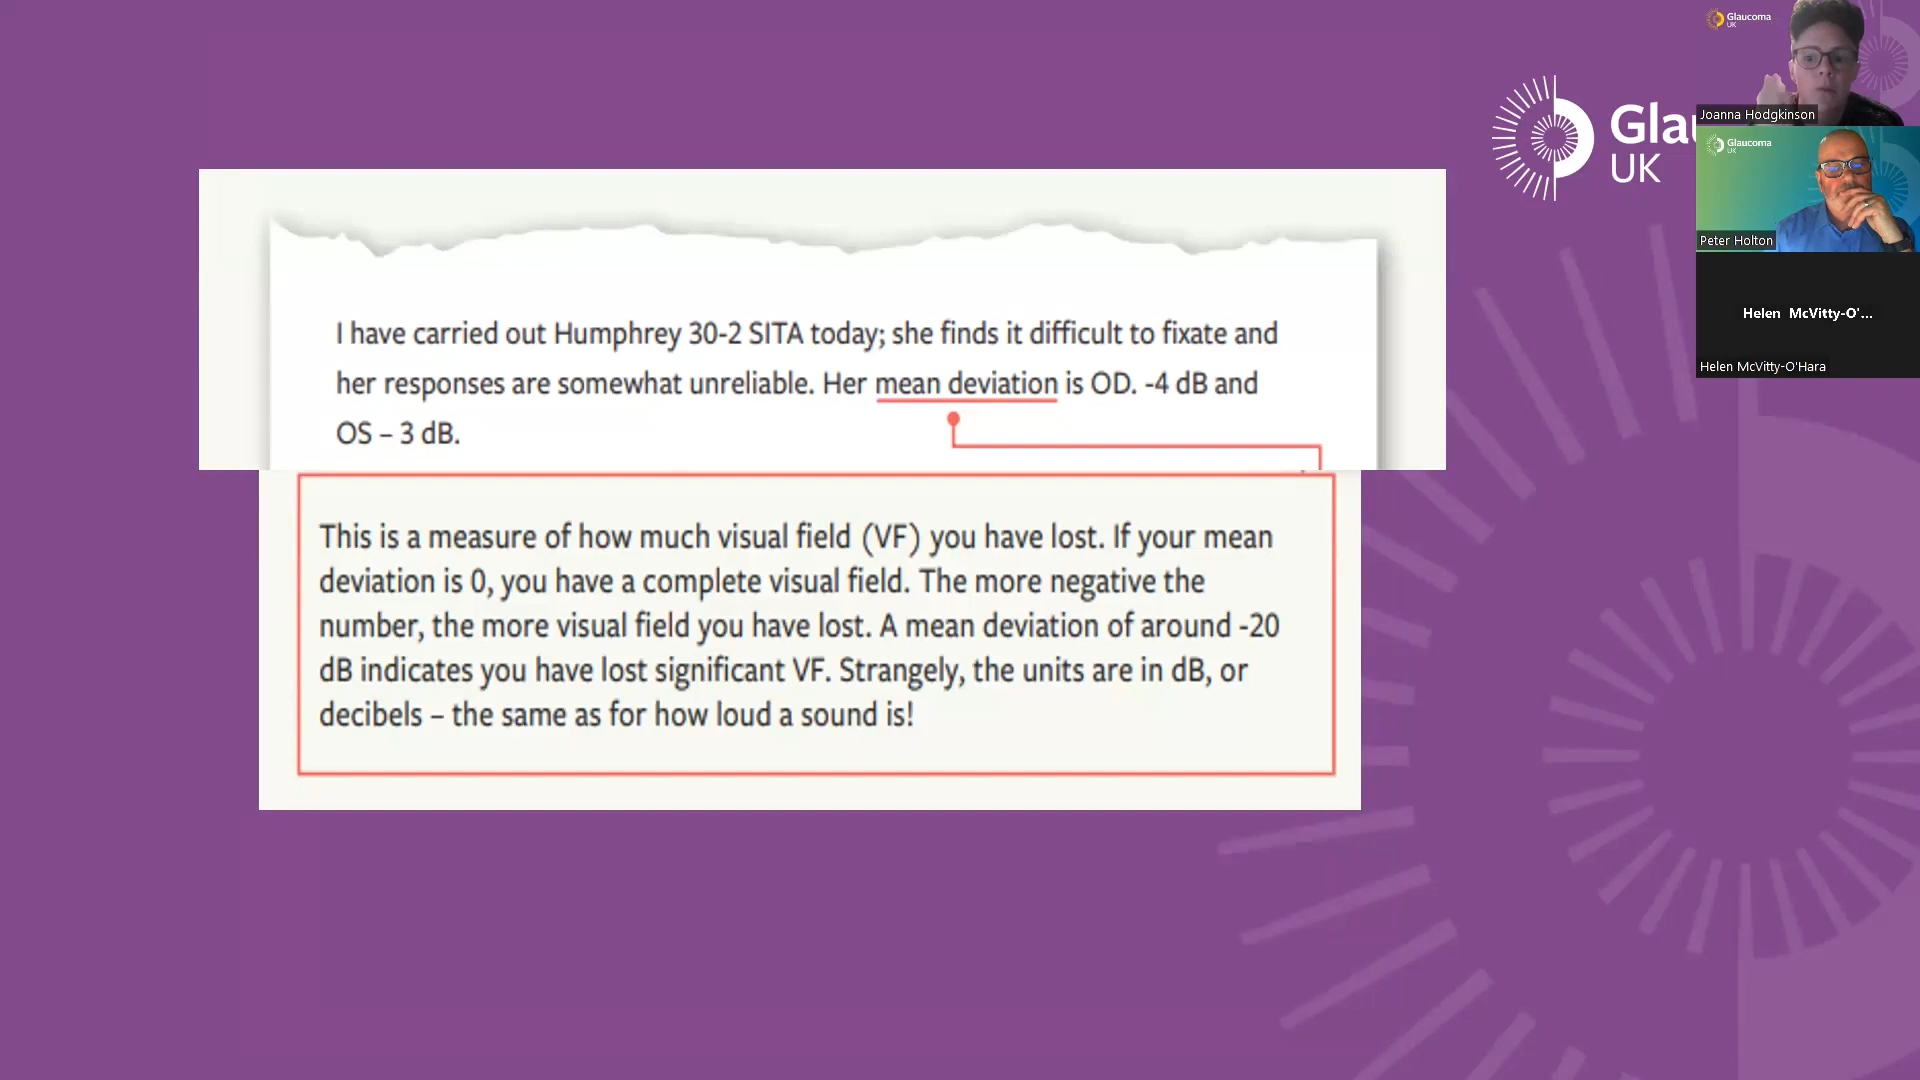 Glaucoma
UK
Joanna Hodgkinson
Gla
UK
Glaucoma
UK
Peter Holton
Helen McVitty-O'...
Helen McVitty-O'Hara
I have carried out Humphrey 30-2 SITA today; she finds it difficult to fixate and
her responses are somewhat unreliable. Her mean deviation is OD. -4 dB and
OS – 3 dB.
This is a measure of how much visual field (VF) you have lost. If your mean
deviation is 0, you have a complete visual field. The more negative the
number, the more visual field you have lost. A mean deviation of around -20
dB indicates you have lost significant VF. Strangely, the units are in dB, or
decibels – the same as for how loud a sound is!